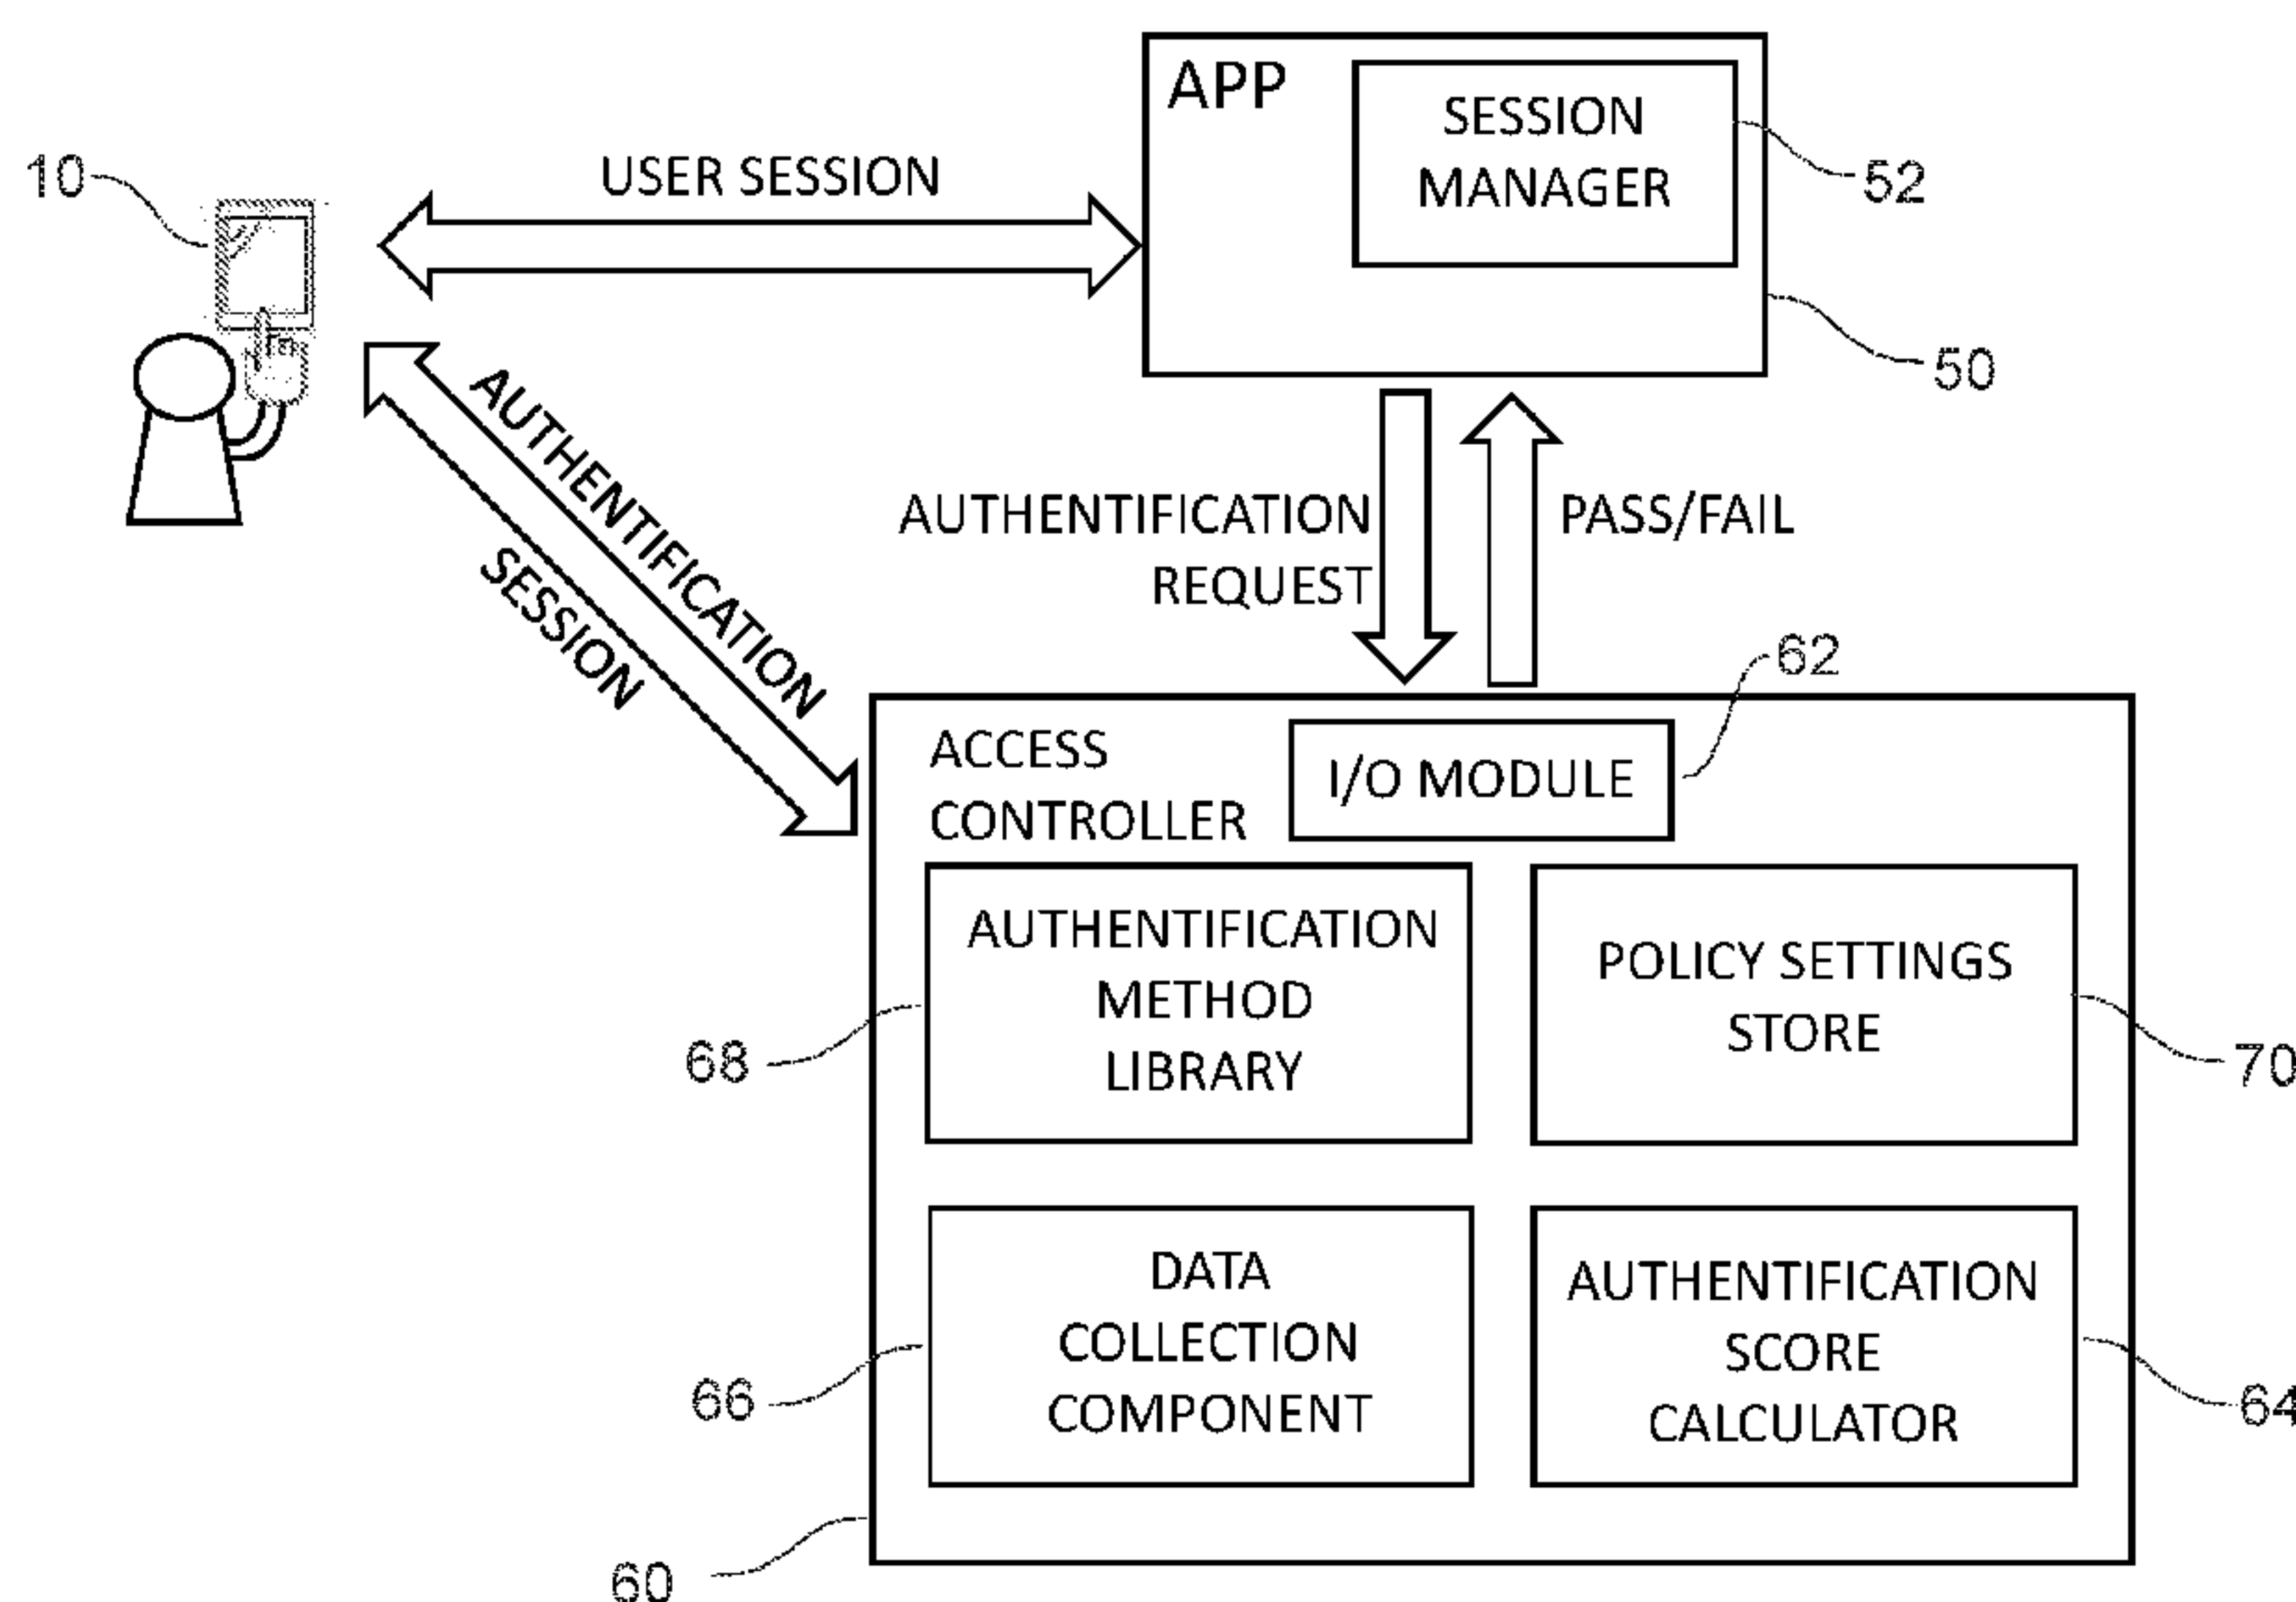 APP
SESSION
MANAGER
10
USER SESSION
52
50
AUTHENTIFICATION
SESSION
AUTHENTIFICATION
REQUEST
PASS/FAIL
62
ACCESS
CONTROLLER
I/O MODULE
AUTHENTIFICATION
METHOD
LIBRARY
POLICY SETTINGS
STORE
68
70
DATA
COLLECTION
COMPONENT
AUTHENTIFICATION
SCORE
CALCULATOR
66
64
60